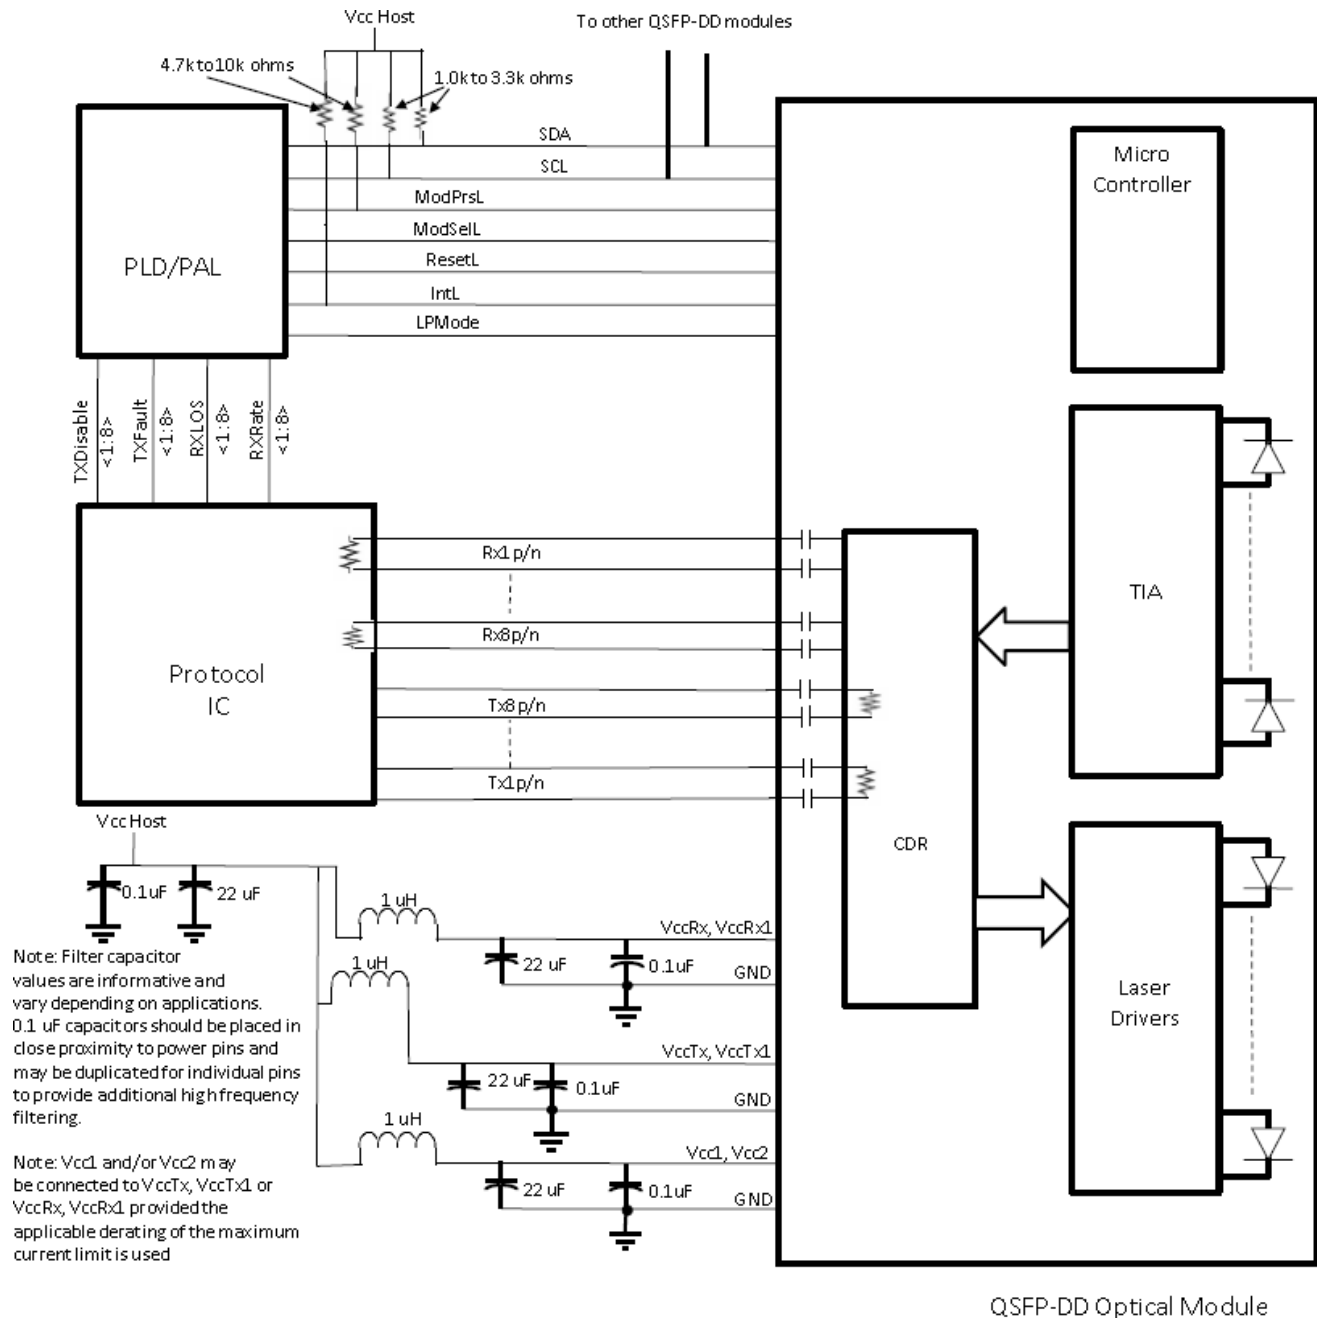 Vcc Host
To other QSFP-DD modules
4.7k to 10k ohms
1.0k to 3.3k ohms
SDA
SCL
ModPrsL
ModSelL
ResetL
IntL
LPMode
PLD/PAL
Micro
Controller
TXDisable
<1:8>
TXFault
<1:8>
RXLOS
<1:8>
RXRate
<1:8>
Rx1 p/n
Rx8p/n
Tx8p/n
Tx1p/n
Protocol
IC
TIA
CDR
Laser
Drivers
Vcc Host
0.1uF
22 uF
1 uH
VccRx, VccRx1
22 uF
0.1uF
GND
1 uH
VccTx, VccTx1
22 uF
0.1uF
GND
1 uH
Vcc1, Vcc2
22 uF
0.1uF
GND
Note: Filter capacitor
values are informative and
vary depending on applications.
0.1 uF capacitors should be placed in
close proximity to power pins and
may be duplicated for individual pins
to provide additional high frequency
filtering.
Note: Vcc1 and/or Vcc2 may
be connected to VccTx, VccTx1 or
VccRx, VccRx1 provided the
applicable derating of the maximum
current limit is used
QSFP-DD Optical Module